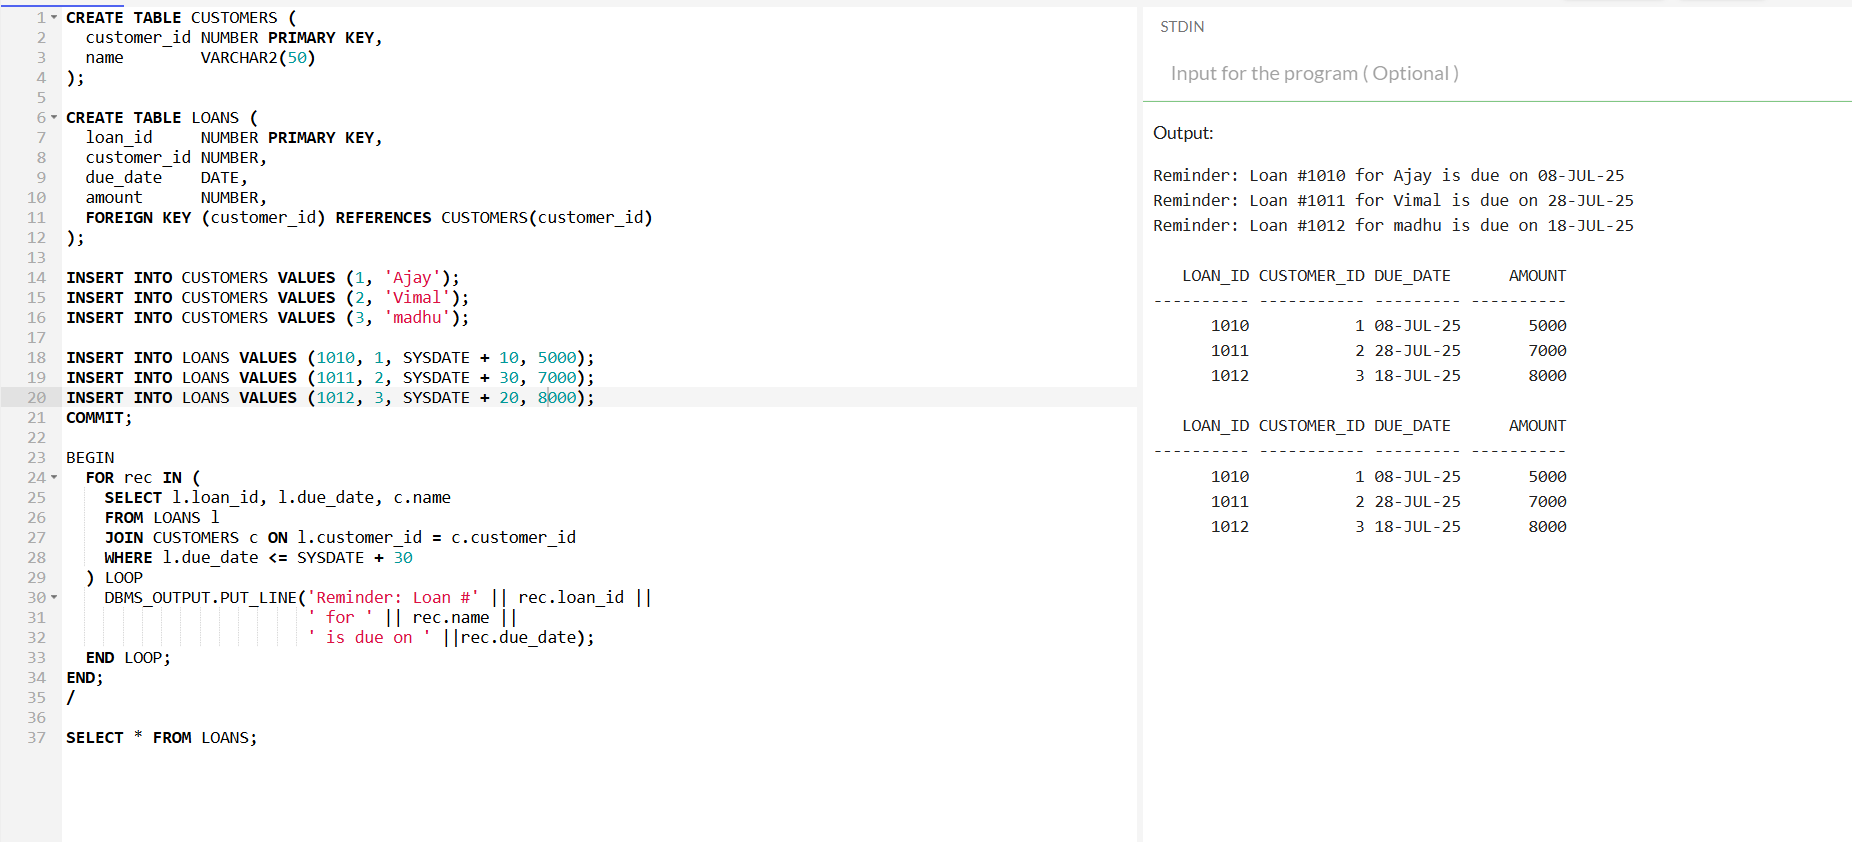 1 CREATE TABLE CUSTOMERS (
2   customer_id NUMBER PRIMARY KEY,
3   name        VARCHAR2(50)
4 );
5
6 CREATE TABLE LOANS (
7   loan_id     NUMBER PRIMARY KEY,
8   customer_id NUMBER,
9   due_date    DATE,
10   amount      NUMBER,
11   FOREIGN KEY (customer_id) REFERENCES CUSTOMERS(customer_id)
12 );
13
14 INSERT INTO CUSTOMERS VALUES (1, 'Ajay');
15 INSERT INTO CUSTOMERS VALUES (2, 'Vimal');
16 INSERT INTO CUSTOMERS VALUES (3, 'madhu');
17
18 INSERT INTO LOANS VALUES (1010, 1, SYSDATE + 10, 5000);
19 INSERT INTO LOANS VALUES (1011, 2, SYSDATE + 30, 7000);
20 INSERT INTO LOANS VALUES (1012, 3, SYSDATE + 20, 8000);
21 COMMIT;
22
23 BEGIN
24   FOR rec IN (
25     SELECT l.loan_id, l.due_date, c.name
26     FROM LOANS l
27     JOIN CUSTOMERS c ON l.customer_id = c.customer_id
28     WHERE l.due_date <= SYSDATE + 30
29   ) LOOP
30     DBMS_OUTPUT.PUT_LINE('Reminder: Loan #' || rec.loan_id ||
31                          ' for ' || rec.name ||
32                          ' is due on ' ||rec.due_date);
33   END LOOP;
34 END;
35 /
36
37 SELECT * FROM LOANS;
STDIN
Input for the program ( Optional )
Output:
Reminder: Loan #1010 for Ajay is due on 08-JUL-25
Reminder: Loan #1011 for Vimal is due on 28-JUL-25
Reminder: Loan #1012 for madhu is due on 18-JUL-25
   LOAN_ID CUSTOMER_ID DUE_DATE      AMOUNT
---------- ----------- --------- ----------
      1010           1 08-JUL-25       5000
      1011           2 28-JUL-25       7000
      1012           3 18-JUL-25       8000
   LOAN_ID CUSTOMER_ID DUE_DATE      AMOUNT
---------- ----------- --------- ----------
      1010           1 08-JUL-25       5000
      1011           2 28-JUL-25       7000
      1012           3 18-JUL-25       8000